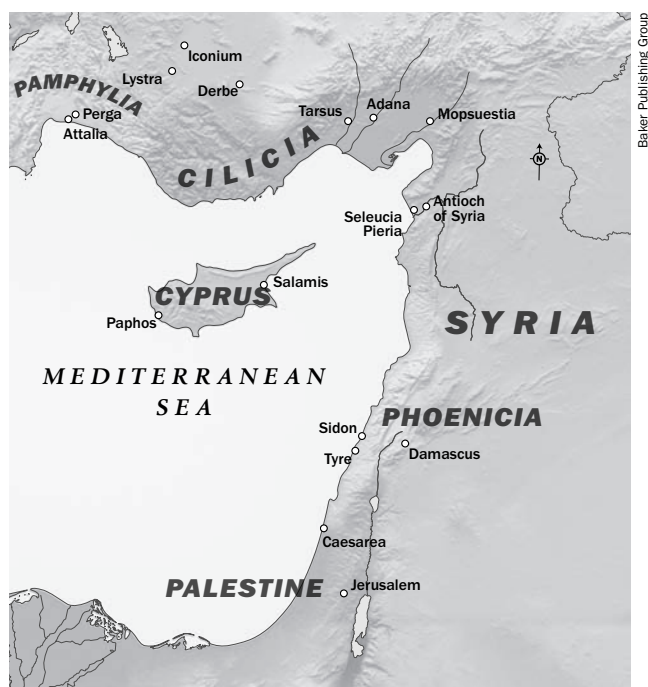 Baker Publishing Group
Iconium
Lystra
Derbe
PAMPHYLIA
Perga
Attalia
Tarsus
Adana
Mopsuestia
CILICIA
N
Antioch
of Syria
Seleucia
Pieria
Salamis
CYPRUS
Paphos
SYRIA
MEDITERRANEAN
SEA
PHOENICIA
Sidon
Tyre
Damascus
Caesarea
PALESTINE
Jerusalem